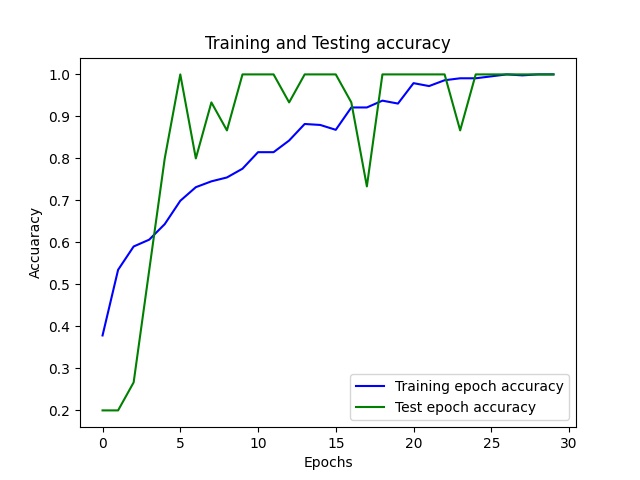 Training and Testing accuracy
1.0
0.9
0.8
0.7
0.6
0.5
0.4
0.3
0.2
Accuaracy
Training epoch accuracy
Test epoch accuracy
0 5 10 15 20 25 30
Epochs